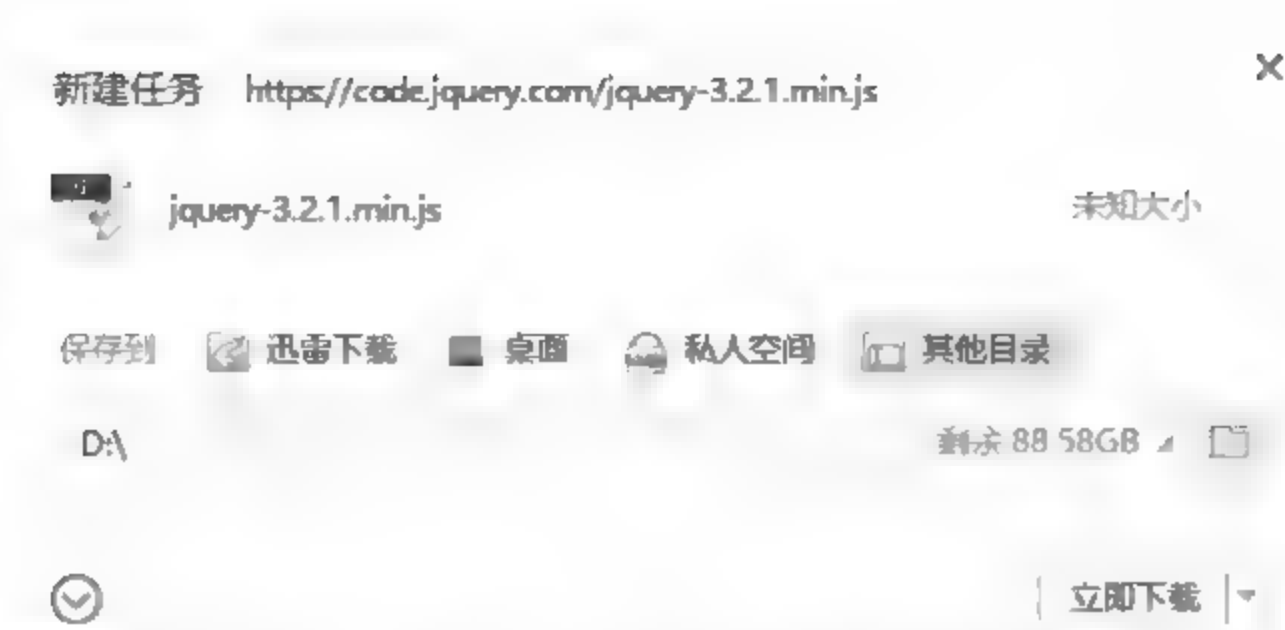 新建任务 https://code.jquery.com/jquery-3.2.1.min.js
jquery-3.2.1.min.js 未知大小
保存到 迅雷下载 桌面 私人空间 其他目录
D:\ 剩余 88 58GB
立即下载